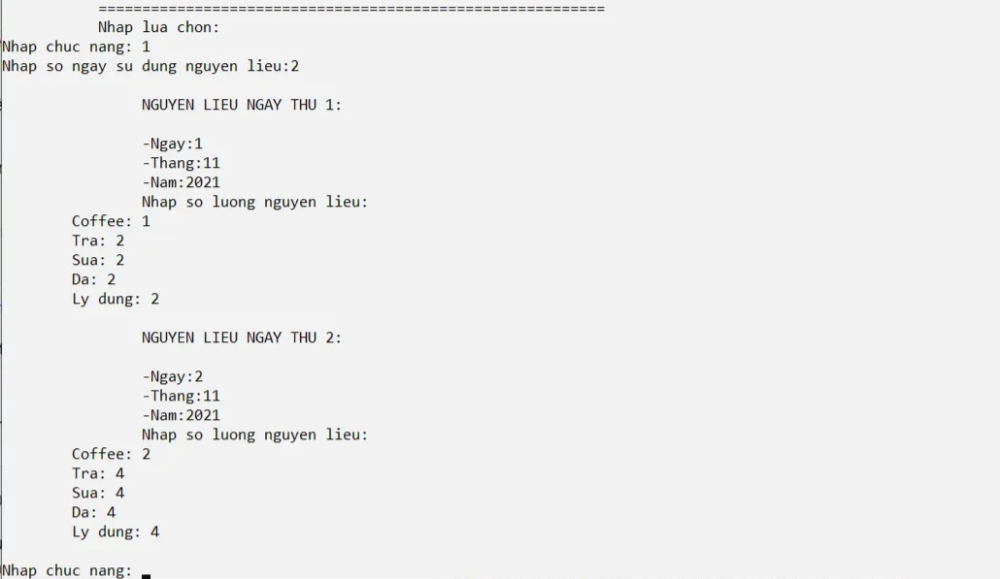 ==========================================================
Nhap lua chon:
Nhap chuc nang: 1
Nhap so ngay su dung nguyen lieu:2
NGUYEN LIEU NGAY THU 1:
-Ngay:1
-Thang:11
-Nam:2021
Nhap so luong nguyen lieu:
Coffee: 1
Tra: 2
Sua: 2
Da: 2
Ly dung: 2
NGUYEN LIEU NGAY THU 2:
-Ngay:2
-Thang:11
-Nam:2021
Nhap so luong nguyen lieu:
Coffee: 2
Tra: 4
Sua: 4
Da: 4
Ly dung: 4
Nhap chuc nang: